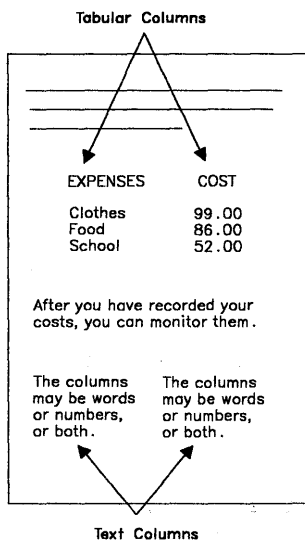 Tabular Columns
EXPENSES COST
Clothes 99.00
Food 86.00
School 52.00
After you have recorded your
costs, you can monitor them.
The columns The columns
may be words may be words
or numbers, or numbers,
or both. or both.
Text Columns